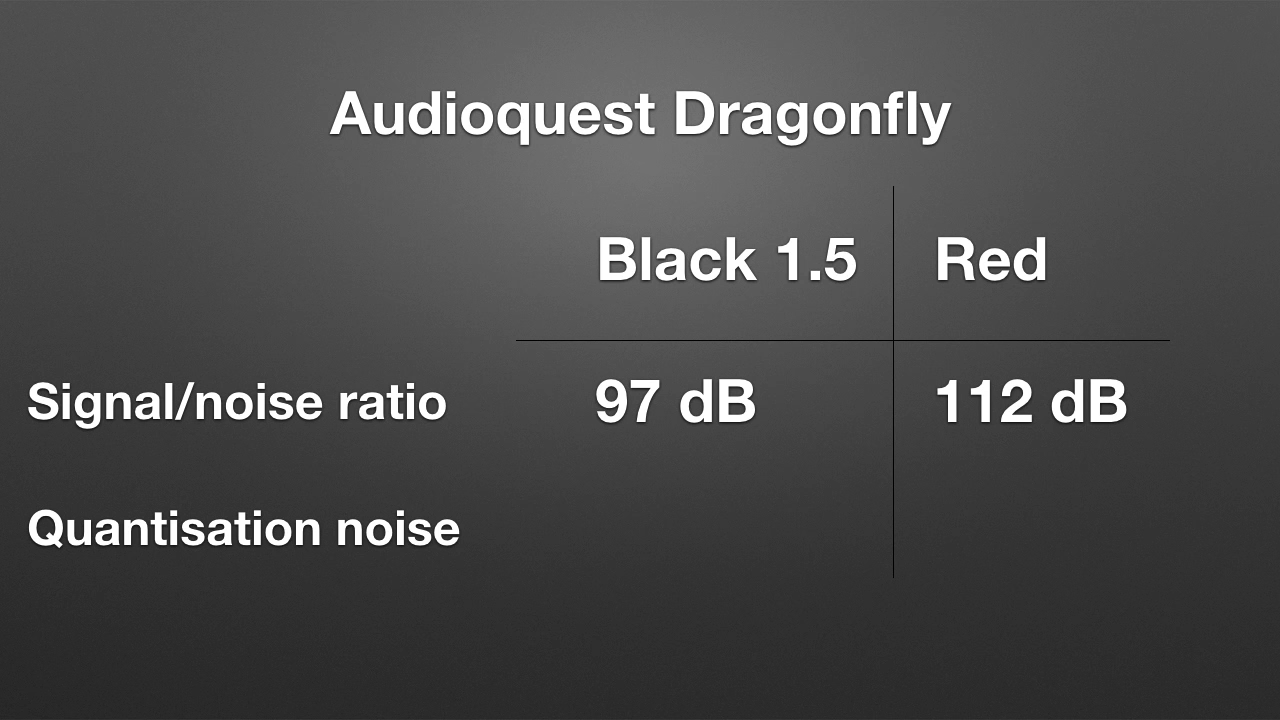 Audioquest Dragonfly
Black 1.5 Red
Signal/noise ratio 97 dB 112 dB
Quantisation noise